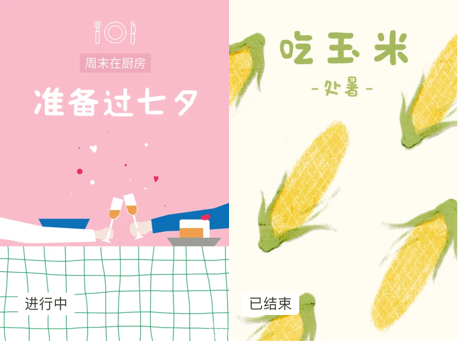 周末在厨房
准备过七夕
进行中
吃玉米
-处暑-
已结束